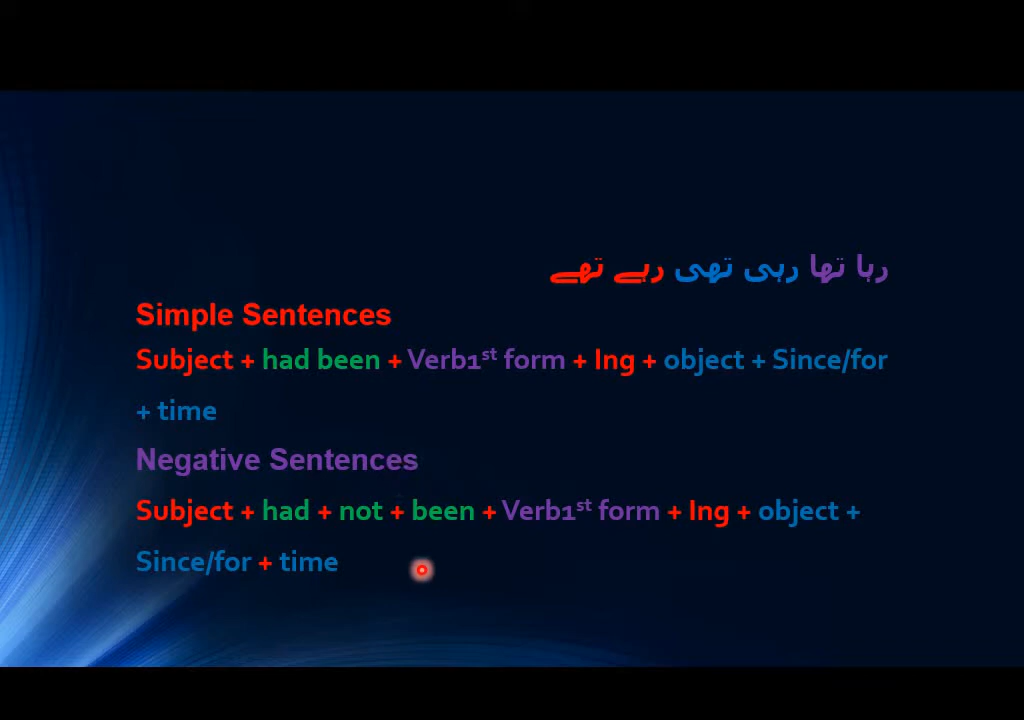 رہا تھا رہی تھی رہے تھے
Simple Sentences
Subject + had been + Verb1st form + Ing + object + Since/for
+ time
Negative Sentences
Subject + had + not + been + Verb1st form + Ing + object +
Since/for + time